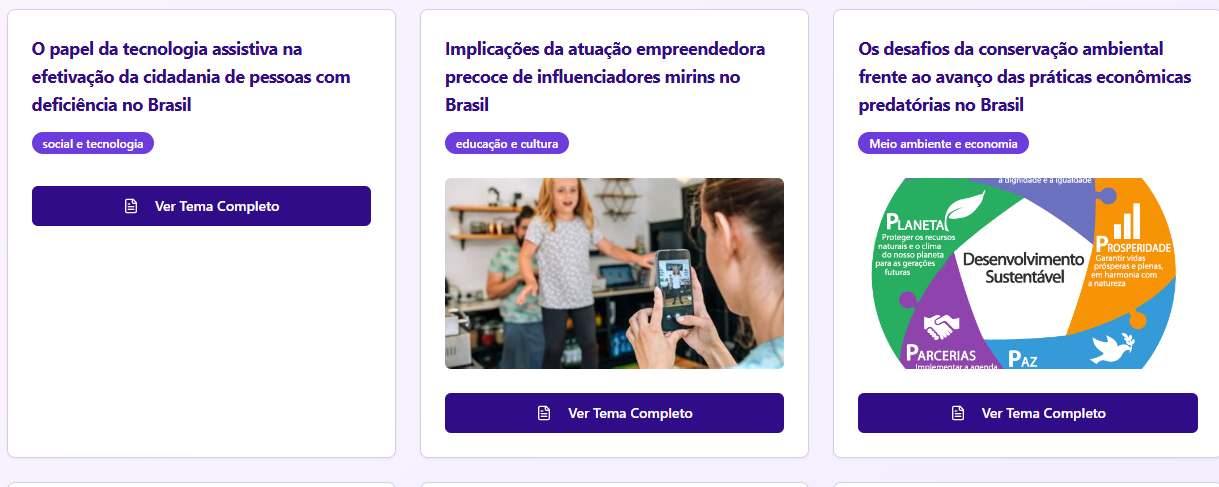 O papel da tecnologia assistiva na
efetivação da cidadania de pessoas com
deficiência no Brasil
social e tecnologia
Ver Tema Completo
Implicações da atuação empreendedora
precoce de influenciadores mirins no
Brasil
educação e cultura
Ver Tema Completo
Os desafios da conservação ambiental
frente ao avanço das práticas econômicas
predatórias no Brasil
Meio ambiente e economia
a dignidade e a igualdade
PLANETA
Proteger os recursos
naturais e o clima
do nosso planeta
para as gerações
futuras
PROSPERIDADE
Garantir vidas
prósperas e plenas,
em harmonia com
a natureza
Desenvolvimento
Sustentável
PARCERIAS
Implementar a agenda
PAZ
Ver Tema Completo